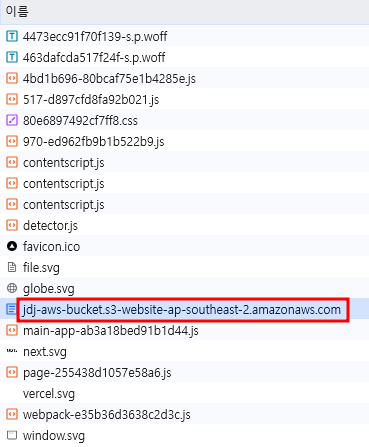 이름
4473ecc91f70f139-s.p.woff
463dafcda517f24f-s.p.woff
4bd1b696-80bcaf75e1b4285e.js
517-d897cfd8fa92b021.js
80e6897492cf7ff8.css
970-ed962fb9b1b522b9.js
contentscript.js
contentscript.js
contentscript.js
detector.js
favicon.ico
file.svg
globe.svg
jdj-aws-bucket.s3-website-ap-southeast-2.amazonaws.com
main-app-ab3a18bed91b1d44.js
next.svg
page-255438d1057e58a6.js
vercel.svg
webpack-e35b36d3638c2d3c.js
window.svg